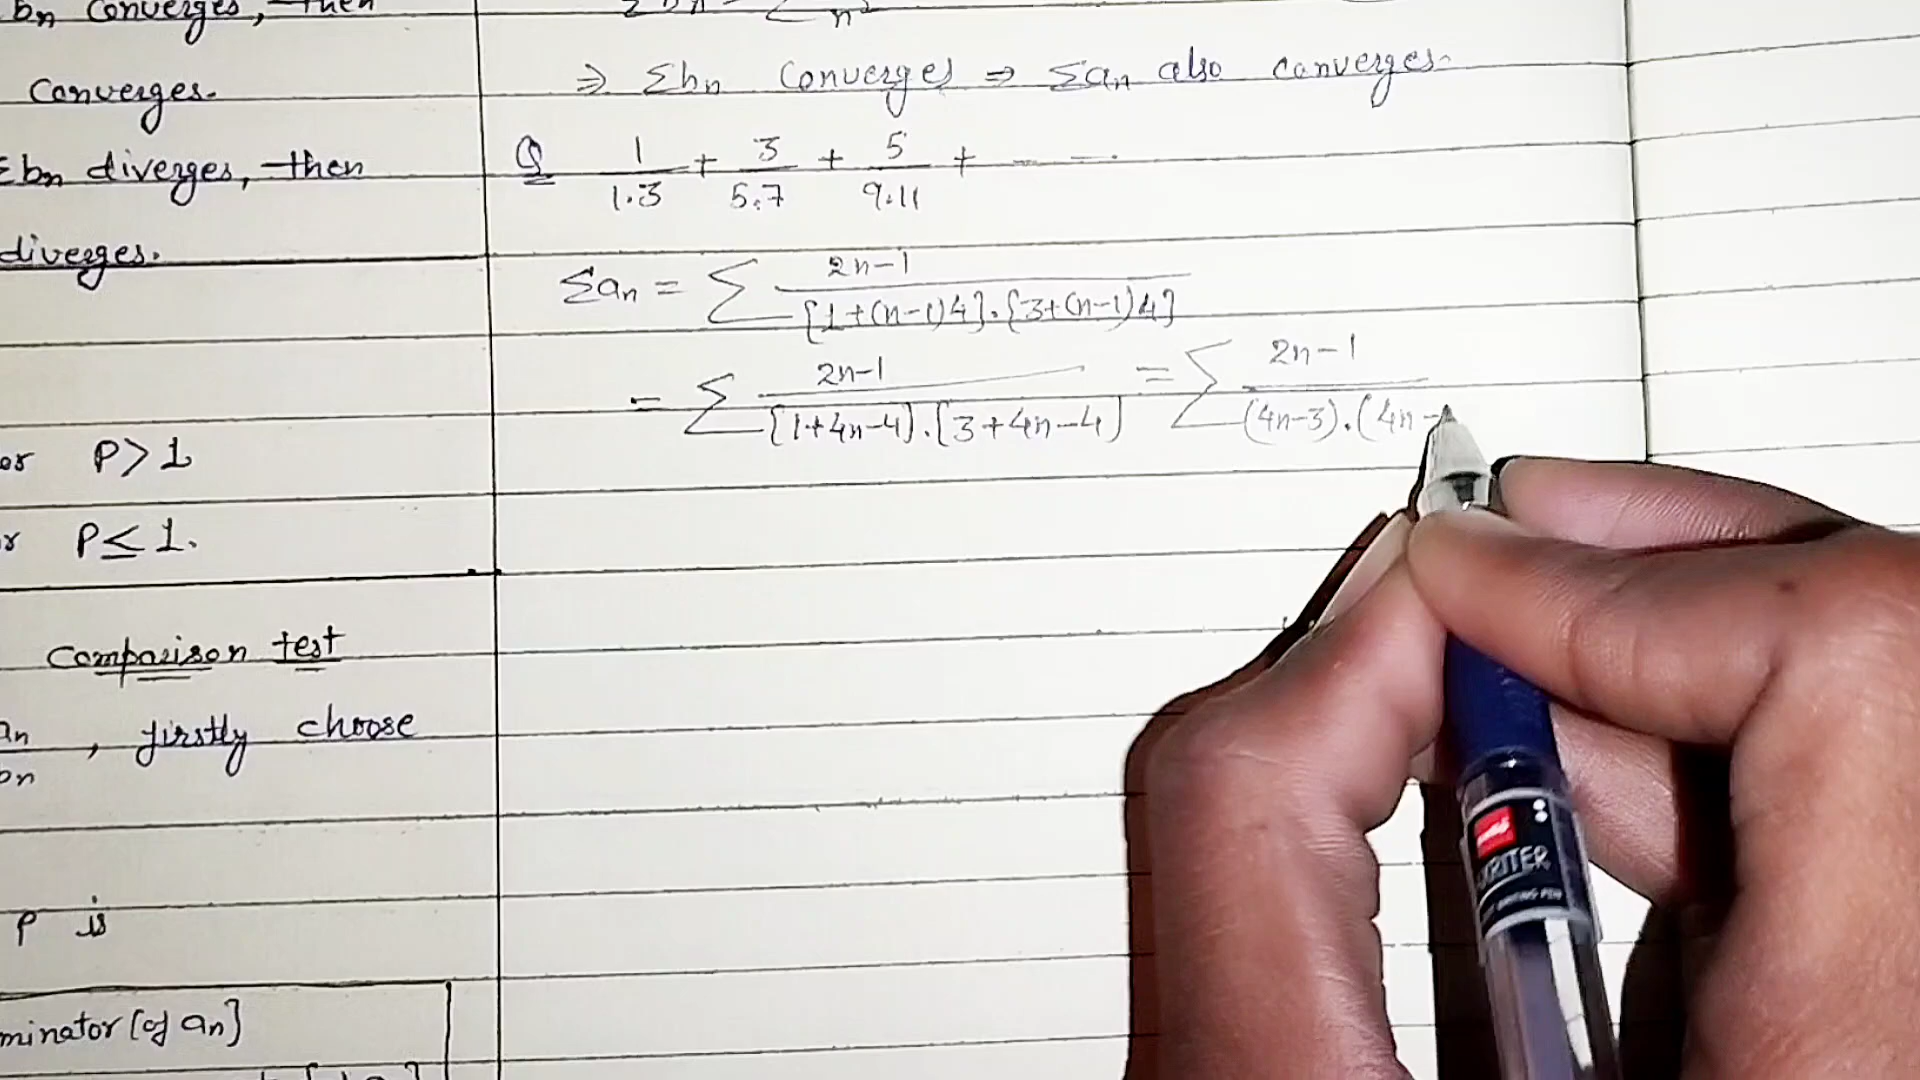 bn converges, then
converges.
Σbn diverges, then
diverges.
P>1
P≤1.
Comparison test
an/bn, firstly choose
P is
minator [of an]
⇒ Σbn converges ⇒ Σan also converges.
Q 1/1.3 + 3/5.7 + 5/9.11 + - - -
Σan = Σ 2n-1/[1+(n-1)4].[3+(n-1)4]
= Σ 2n-1/[1+4n-4].[3+4n-4] = Σ 2n-1/(4n-3).(4n-
WRITER